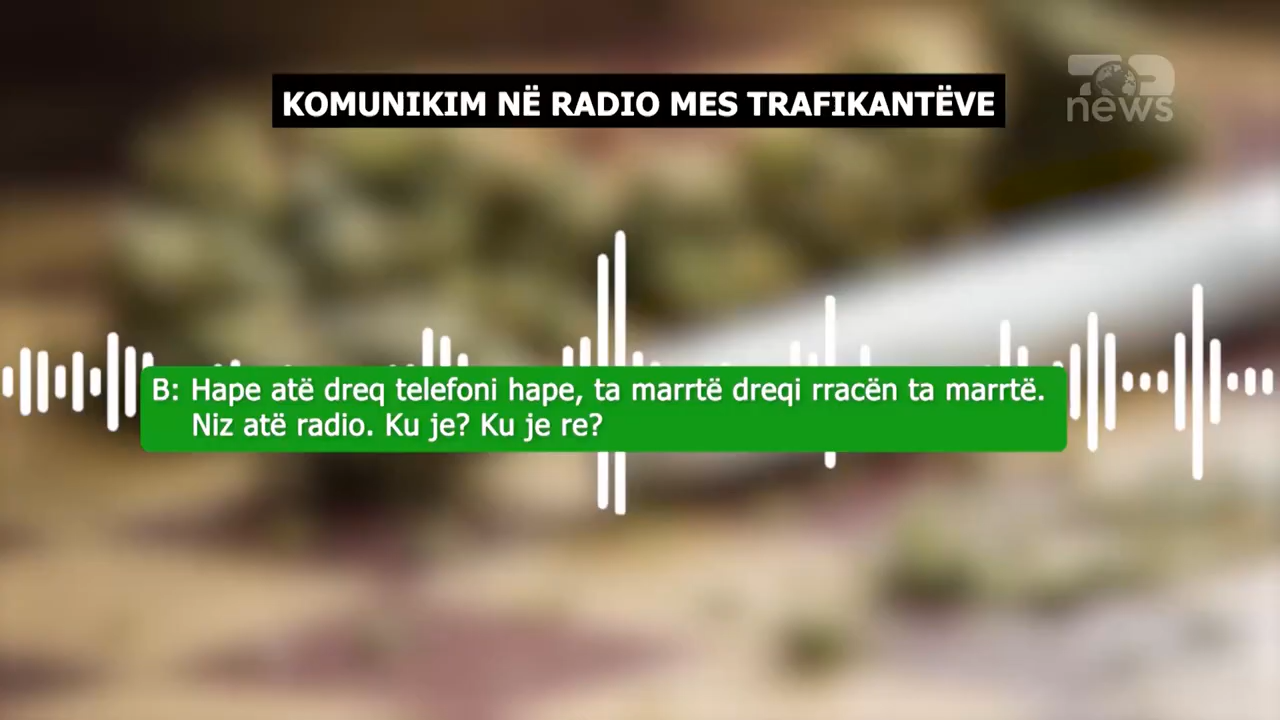 KOMUNIKIM NË RADIO MES TRAFIKANTËVE
news
B: Hape atë dreq telefoni hape, ta marrtë dreqi rracën ta marrtë.
Niz atë radio. Ku je? Ku je re?